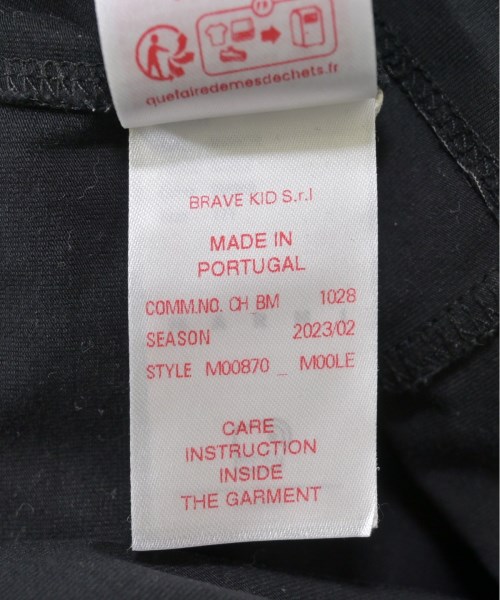 quefairedemesdechets.fr
BRAVE KID S.r.l
MADE IN
PORTUGAL
COMM.NO. CH BM 1028
SEASON 2023/02
STYLE M00870 _ M00LE
CARE
INSTRUCTION
INSIDE
THE GARMENT